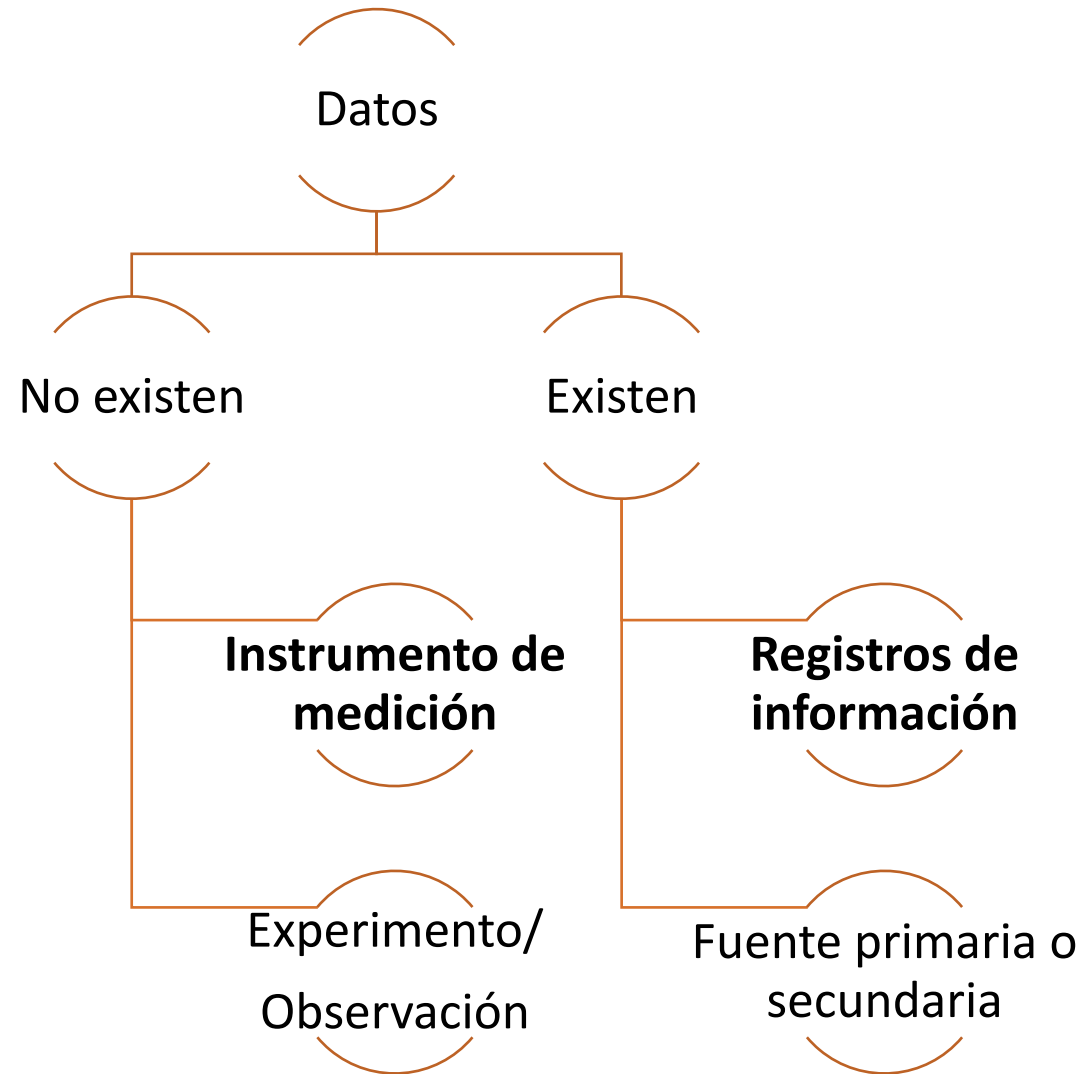 Datos
No existen
Existen
Instrumento de
medición
Registros de
información
Experimento/
Observación
Fuente primaria o
secundaria